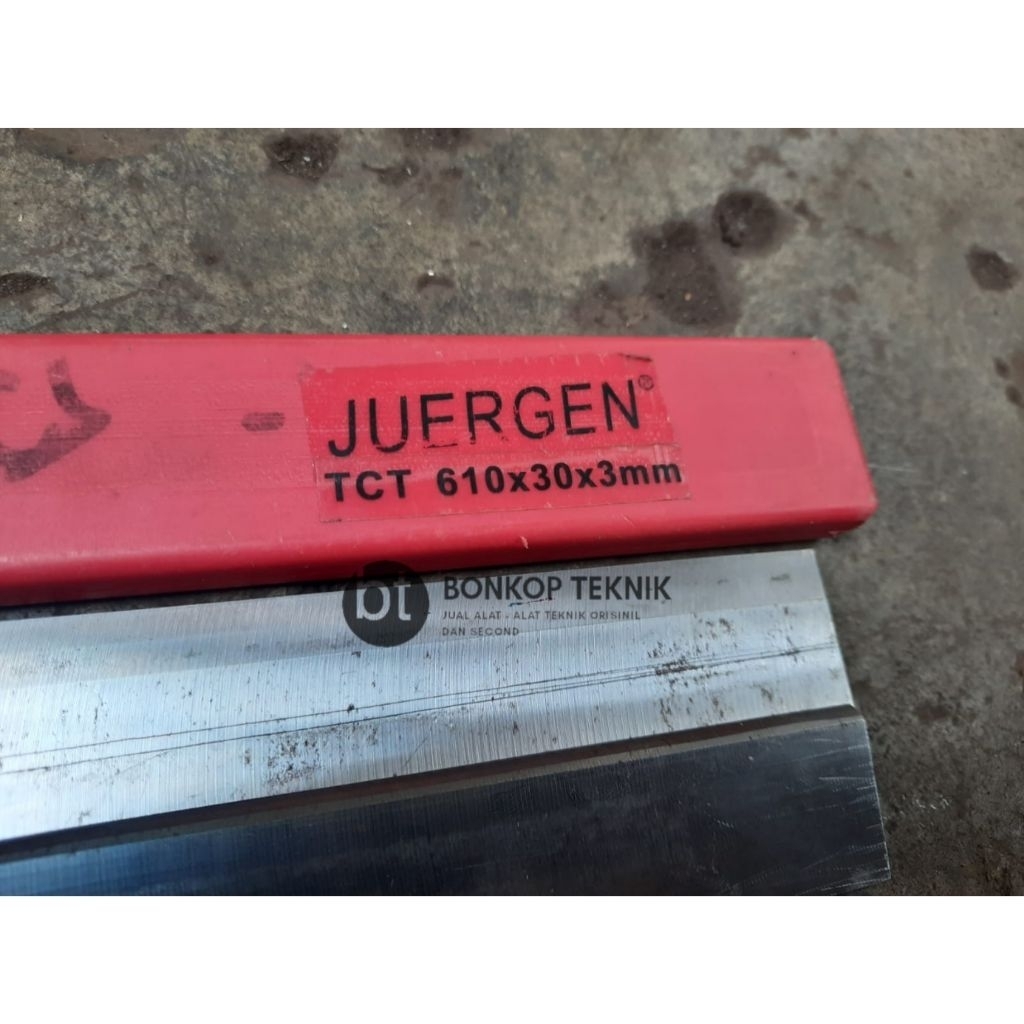 JUERGEN®
TCT 610x30x3mm
bt BONKOP TEKNIK
JUAL ALAT - ALAT TEKNIK ORISINIL
DAN SECOND